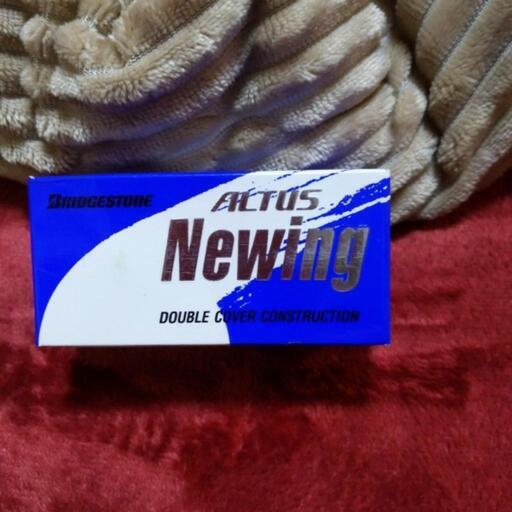 BRIDGESTONE
ALTUS
Newing
DOUBLE COVER CONSTRUCTION